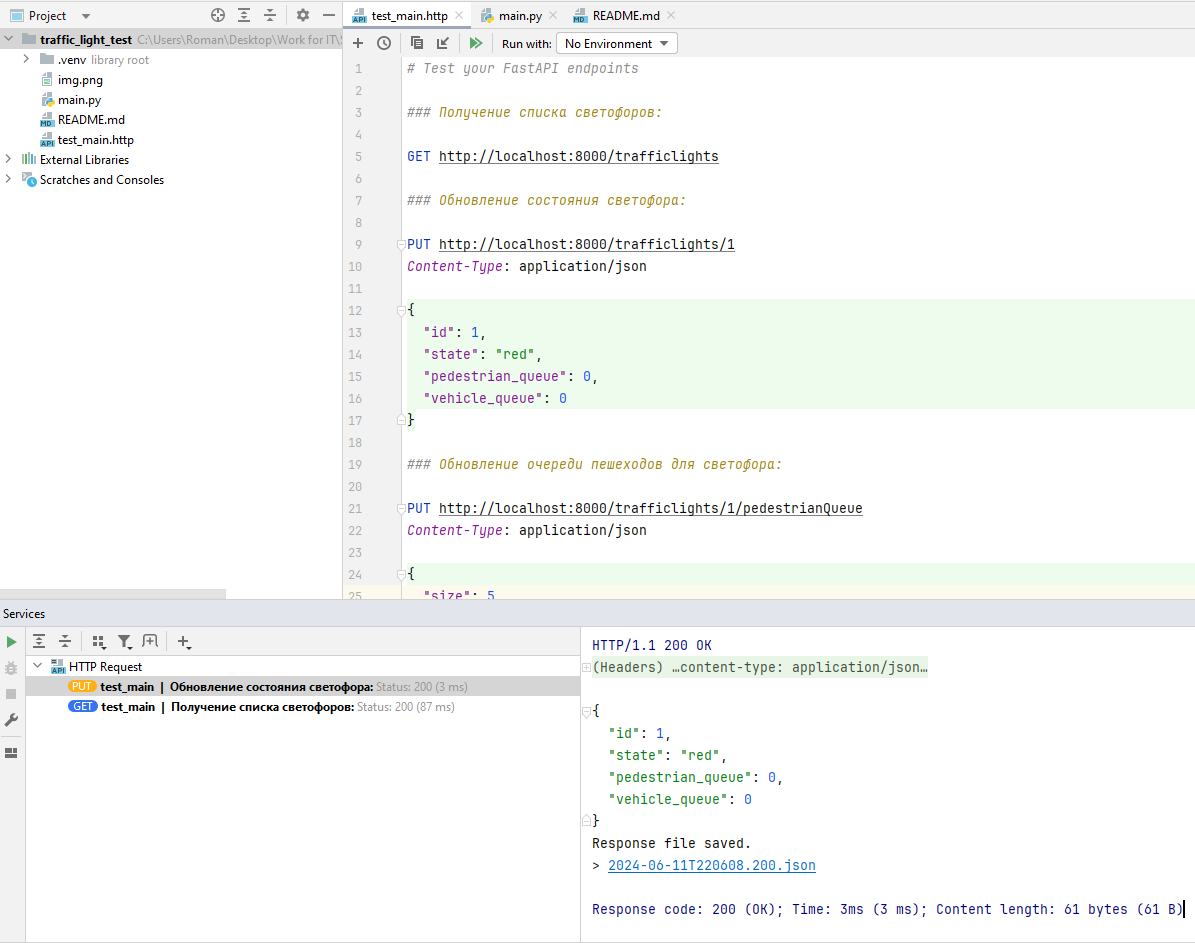 Project
traffic_light_test C:\Users\Roman\Desktop\Work for IT\
.venv library root
img.png
main.py
README.md
test_main.http
External Libraries
Scratches and Consoles
test_main.http main.py README.md
Run with: No Environment
1 # Test your FastAPI endpoints
2
3 ### Получение списка светофоров:
4
5 GET http://localhost:8000/trafficlights
6
7 ### Обновление состояния светофора:
8
9 PUT http://localhost:8000/trafficlights/1
10 Content-Type: application/json
11
12 {
13 "id": 1,
14 "state": "red",
15 "pedestrian_queue": 0,
16 "vehicle_queue": 0
17 }
18
19 ### Обновление очереди пешеходов для светофора:
20
21 PUT http://localhost:8000/trafficlights/1/pedestrianQueue
22 Content-Type: application/json
23
24 {
25 "size": 5
Services
HTTP Request
PUT test_main | Обновление состояния светофора: Status: 200 (3 ms)
GET test_main | Получение списка светофоров: Status: 200 (87 ms)
HTTP/1.1 200 OK
(Headers) …content-type: application/json…
{
"id": 1,
"state": "red",
"pedestrian_queue": 0,
"vehicle_queue": 0
}
Response file saved.
> 2024-06-11T220608.200.json
Response code: 200 (OK); Time: 3ms (3 ms); Content length: 61 bytes (61 B)